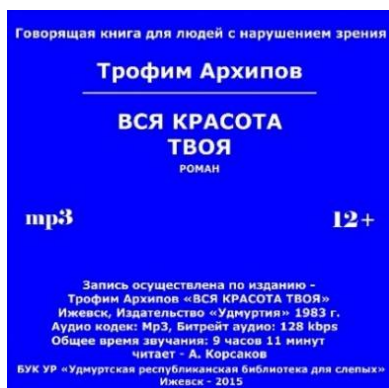 Говорящая книга для людей с нарушением зрения
Трофим Архипов
ВСЯ КРАСОТА
ТВОЯ
РОМАН
mp3
12+
Запись осуществлена по изданию –
Трофим Архипов «ВСЯ КРАСОТА ТВОЯ»
Ижевск, Издательство «Удмуртия» 1983 г.
Аудио кодек: Mp3, Битрейт аудио: 128 kbps
Общее время звучания: 9 часов 11 минут
читает - А. Корсаков
БУК УР «Удмуртская республиканская библиотека для слепых»
Ижевск - 2015